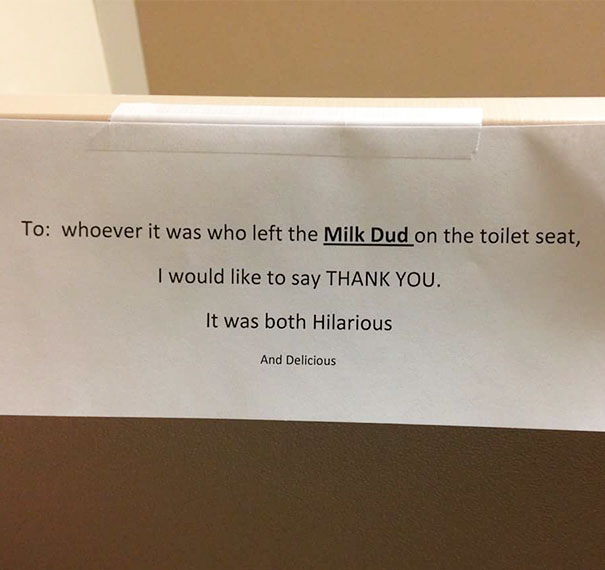 To: whoever it was who left the Milk Dud on the toilet seat,
I would like to say THANK YOU.
It was both Hilarious
And Delicious